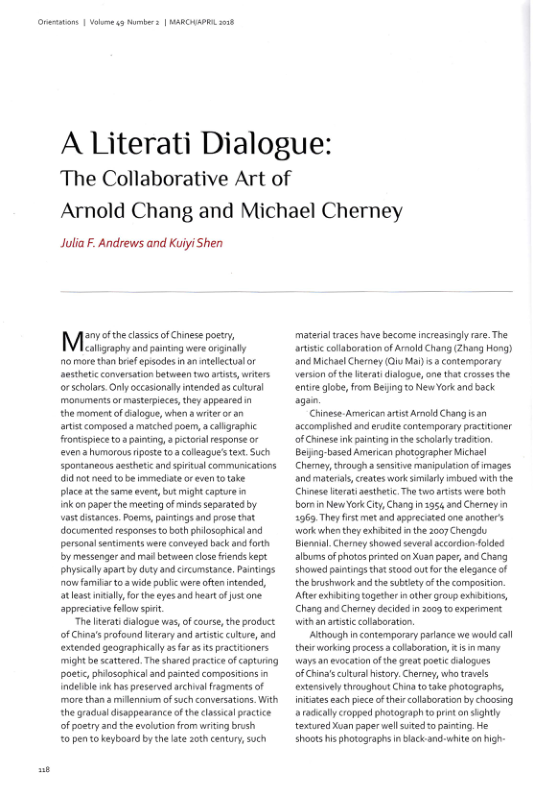 Orientations | Volume 49 Number 2 | MARCH/APRIL 2018
A Literati Dialogue:
The Collaborative Art of
Arnold Chang and Michael Cherney
Julia F. Andrews and Kuiyi Shen
Many of the classics of Chinese poetry,
calligraphy and painting were originally
no more than brief episodes in an intellectual or
aesthetic conversation between two artists, writers
or scholars. Only occasionally intended as cultural
monuments or masterpieces, they appeared in
the moment of dialogue, when a writer or an
artist composed a matched poem, a calligraphic
frontispiece to a painting, a pictorial response or
even a humorous riposte to a colleague's text. Such
spontaneous aesthetic and spiritual communications
did not need to be immediate or even to take
place at the same event, but might capture in
ink on paper the meeting of minds separated by
vast distances. Poems, paintings and prose that
documented responses to both philosophical and
personal sentiments were conveyed back and forth
by messenger and mail between close friends kept
physically apart by duty and circumstance. Paintings
now familiar to a wide public were often intended,
at least initially, for the eyes and heart of just one
appreciative fellow spirit.
The literati dialogue was, of course, the product
of China's profound literary and artistic culture, and
extended geographically as far as its practitioners
might be scattered. The shared practice of capturing
poetic, philosophical and painted compositions in
indelible ink has preserved archival fragments of
more than a millennium of such conversations. With
the gradual disappearance of the classical practice
of poetry and the evolution from writing brush
to pen to keyboard by the late 20th century, such
material traces have become increasingly rare. The
artistic collaboration of Arnold Chang (Zhang Hong)
and Michael Cherney (Qiu Mai) is a contemporary
version of the literati dialogue, one that crosses the
entire globe, from Beijing to New York and back
again.
Chinese-American artist Arnold Chang is an
accomplished and erudite contemporary practitioner
of Chinese ink painting in the scholarly tradition.
Beijing-based American photographer Michael
Cherney, through a sensitive manipulation of images
and materials, creates work similarly imbued with the
Chinese literati aesthetic. The two artists were both
born in New York City, Chang in 1954 and Cherney in
1969. They first met and appreciated one another's
work when they exhibited in the 2007 Chengdu
Biennial. Cherney showed several accordion-folded
albums of photos printed on Xuan paper, and Chang
showed paintings that stood out for the elegance of
the brushwork and the subtlety of the composition.
After exhibiting together in other group exhibitions,
Chang and Cherney decided in 2009 to experiment
with an artistic collaboration.
Although in contemporary parlance we would call
their working process a collaboration, it is in many
ways an evocation of the great poetic dialogues
of China's cultural history. Cherney, who travels
extensively throughout China to take photographs,
initiates each piece of their collaboration by choosing
a radically cropped photograph to print on slightly
textured Xuan paper well suited to painting. He
shoots his photographs in black-and-white on high-
118